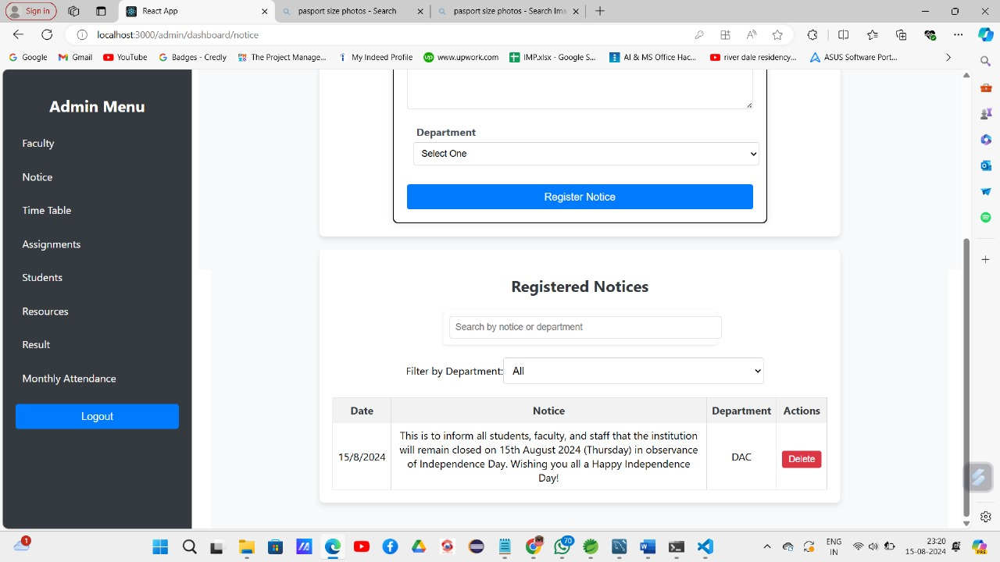 Sign in
React App
pasport size photos - Search
pasport size photos - Search Ima
localhost:3000/admin/dashboard/notice
Google
Gmail
YouTube
Badges - Credly
The Project Manage...
My Indeed Profile
www.upwork.com
IMP.xlsx - Google S...
AI & Ms Office Hac...
river dale residency...
ASUS Software Port...
Admin Menu
Faculty
Notice
Time Table
Assignments
Students
Resources
Result
Monthly Attendance
Logout
Department
Select One
Register Notice
Registered Notices
Search by notice or department
Filter by Department: All
Date Notice Department Actions
This is to inform all students, faculty, and staff that the institution
will remain closed on 15th August 2024 (Thursday) in observance
of Independence Day. Wishing you all a Happy Independence
Day!
15/8/2024
DAC
Delete
1
70
ENG
IN
23:20
15-08-2024
PRE